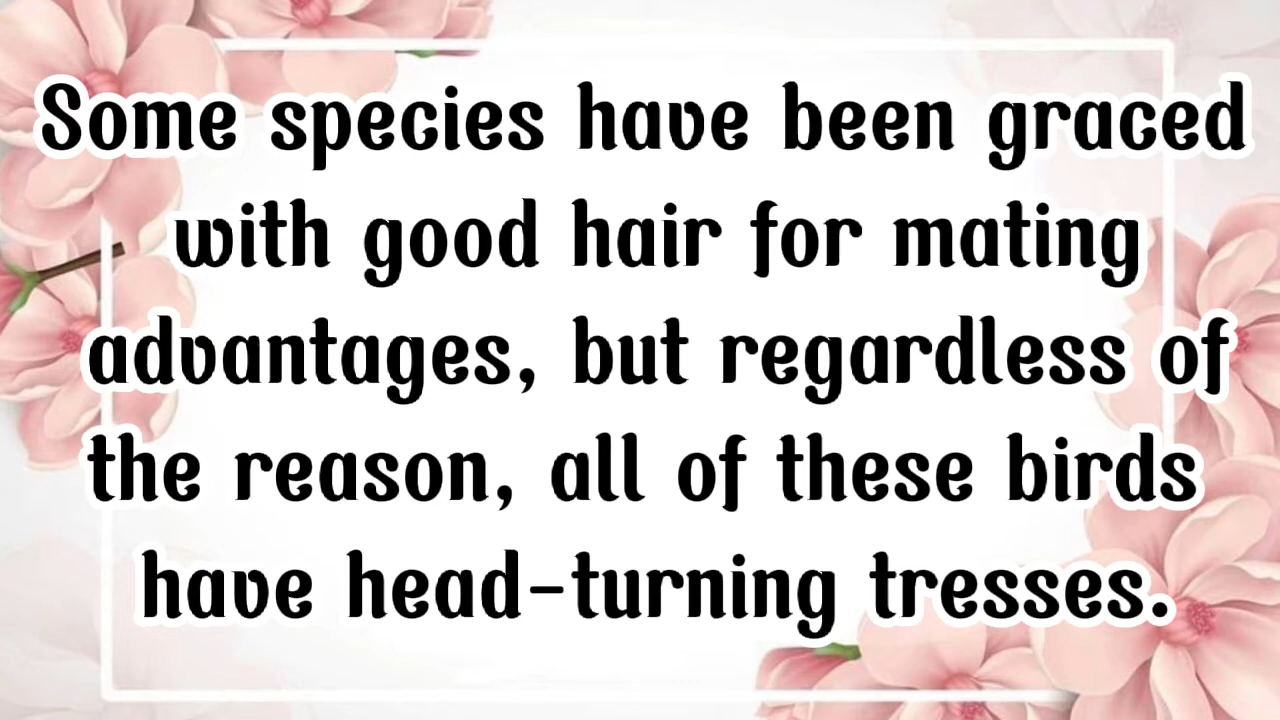 Some species have been graced
with good hair for mating
advantages, but regardless of
the reason, all of these birds
have head-turning tresses.